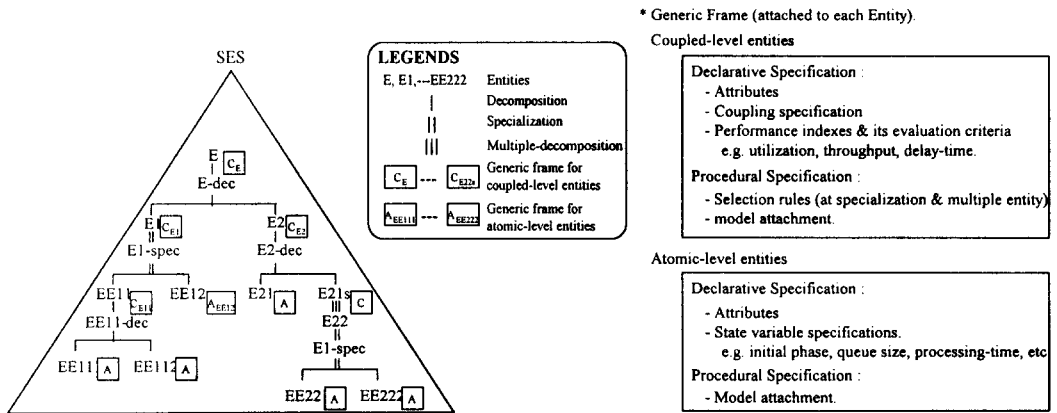 SES
E C_E
E-dec
E1 C_E1 E2 C_E2
E1-spec E2-dec
EE11 C_E11 EE12 A_EE12 E21 A E21s C
EE11-dec E22
E1-spec
EE111 A EE112 A
EE221 A EE222 A
LEGENDS
E, E1,---EE222 Entities
Decomposition
Specialization
Multiple-decomposition
C_E --- C_E22s Generic frame for
coupled-level entities
A_EE111 --- A_EE222 Generic frame for
atomic-level entities
* Generic Frame (attached to each Entity).
Coupled-level entities
Declarative Specification :
- Attributes
- Coupling specification
- Performance indexes & its evaluation criteria
e.g. utilization, throughput, delay-time.
Procedural Specification :
- Selection rules (at specialization & multiple entity)
- model attachment.
Atomic-level entities
Declarative Specification :
- Attributes
- State variable specifications.
e.g. initial phase, queue size, processing-time, etc
Procedural Specification :
- Model attachment.